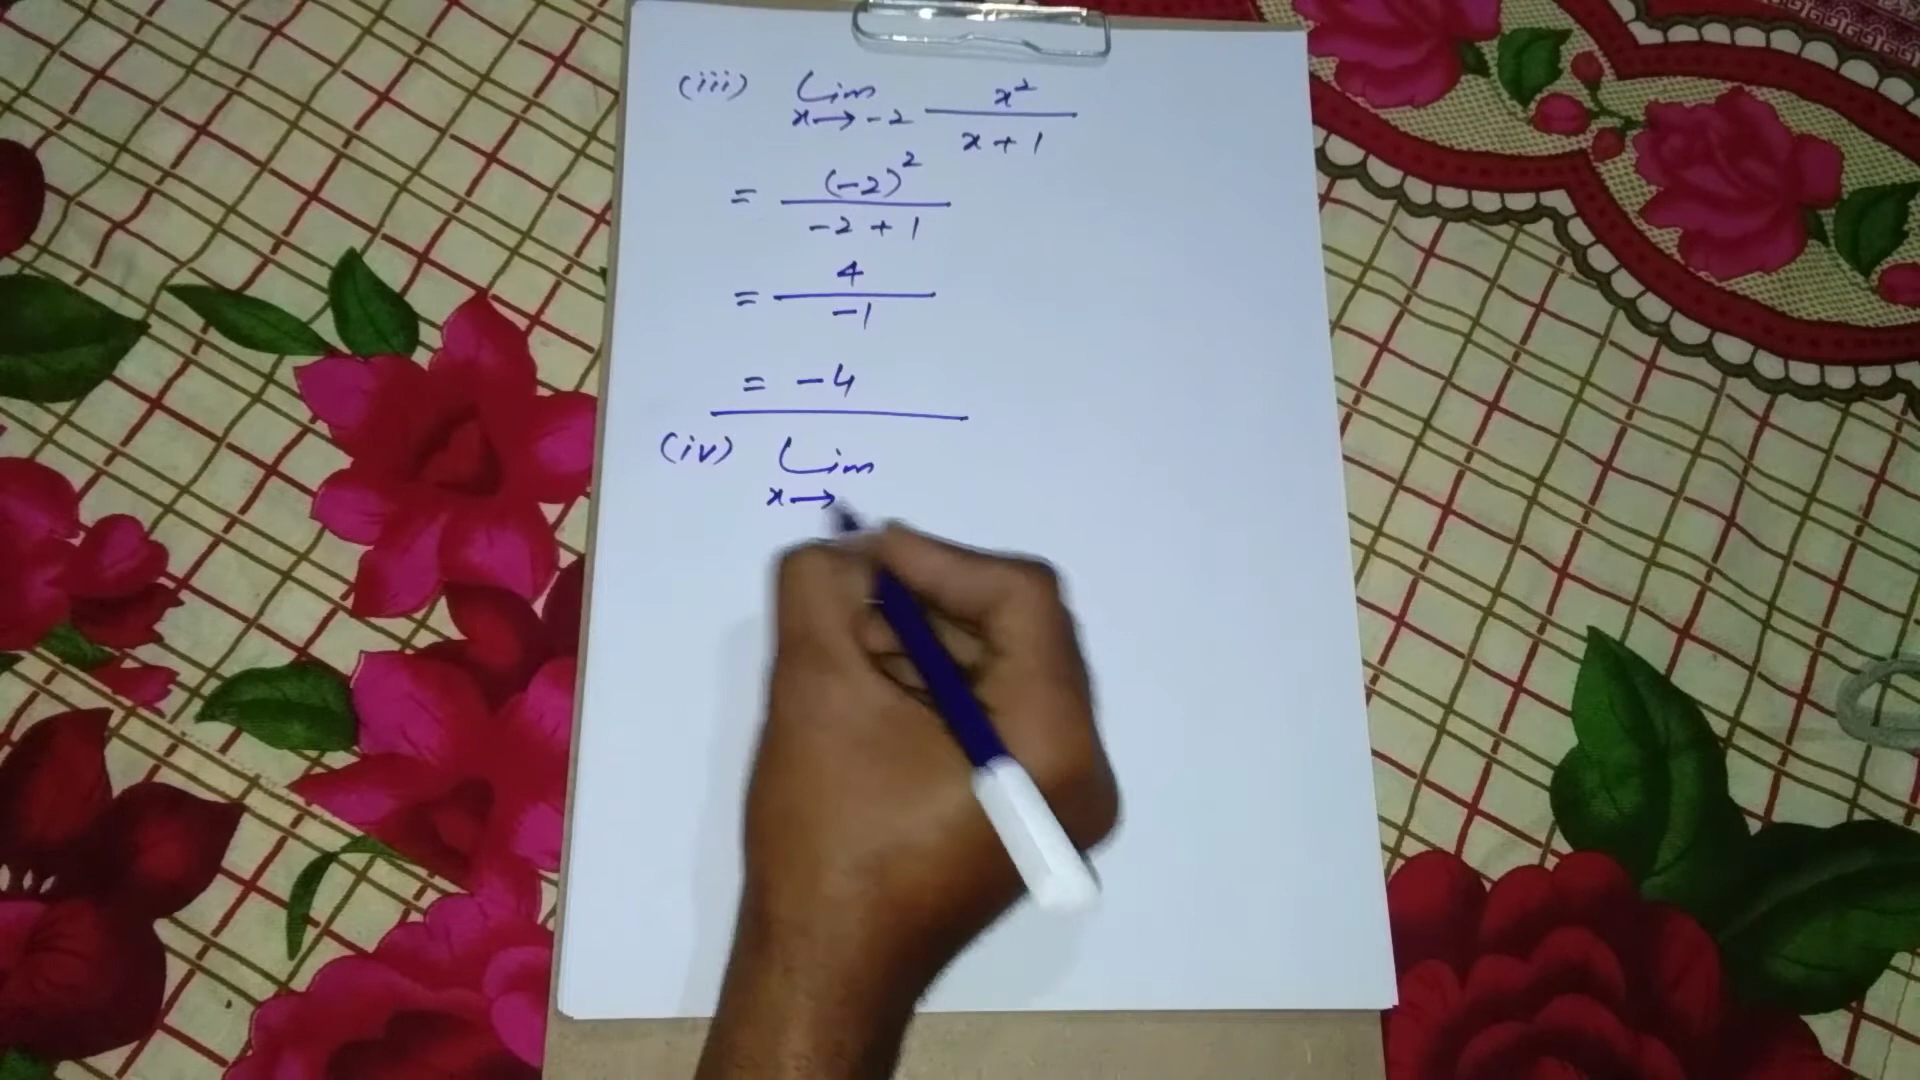 (iii) Lim x→-2 x²/(x+1)
= (-2)²/(-2+1)
= 4/-1
= -4
(iv) Lim x→